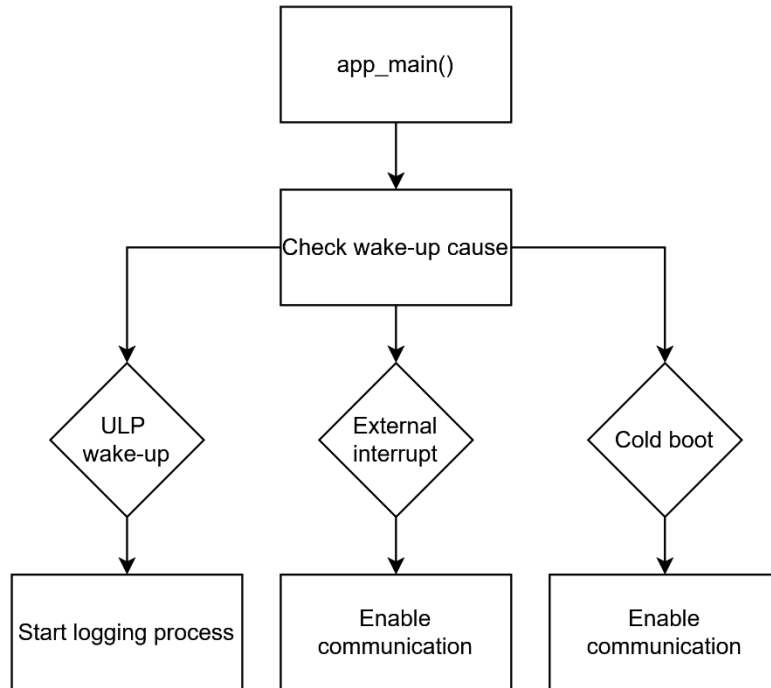 app_main()
Check wake-up cause
ULP
wake-up
External
interrupt
Cold boot
Start logging process
Enable
communication
Enable
communication